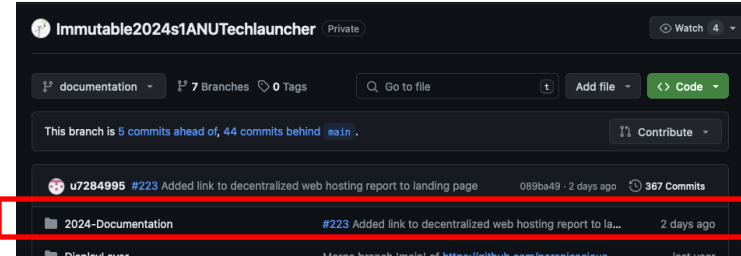 Immutable2024s1ANUTechlauncher Private Watch 4
documentation 7 Branches 0 Tags Go to file t Add file <> Code
This branch is 5 commits ahead of, 44 commits behind main . Contribute
u7284995 #223 Added link to decentralized web hosting report to landing page 089ba49 · 2 days ago 367 Commits
2024-Documentation #223 Added link to decentralized web hosting report to la... 2 days ago